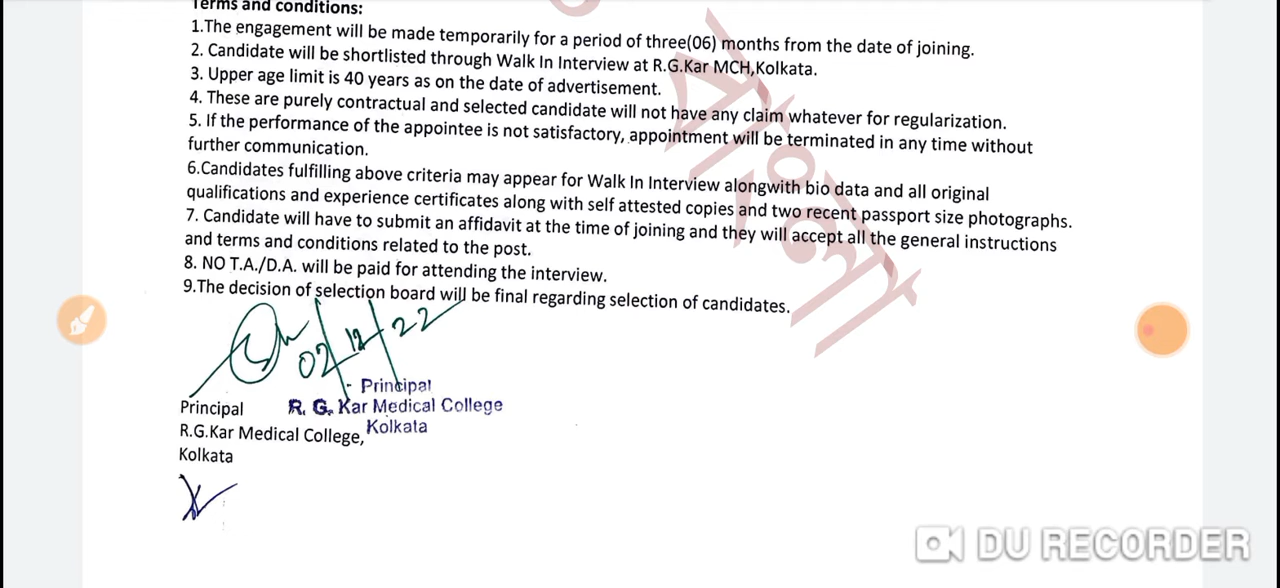 Terms and conditions:
1.The engagement will be made temporarily for a period of three(06) months from the date of joining.
2. Candidate will be shortlisted through Walk In Interview at R.G.Kar MCH,Kolkata.
3. Upper age limit is 40 years as on the date of advertisement.
4. These are purely contractual and selected candidate will not have any claim whatever for regularization.
5. If the performance of the appointee is not satisfactory, appointment will be terminated in any time without
further communication.
6.Candidates fulfilling above criteria may appear for Walk In Interview alongwith bio data and all original
qualifications and experience certificates along with self attested copies and two recent passport size photographs.
7. Candidate will have to submit an affidavit at the time of joining and they will accept all the general instructions
and terms and conditions related to the post.
8. NO T.A./D.A. will be paid for attending the interview.
9.The decision of selection board will be final regarding selection of candidates.
02/12/22
Principal
R. G. Kar Medical College
Kolkata
Principal
R.G.Kar Medical College,
Kolkata
বাংলা
DU RECORDER